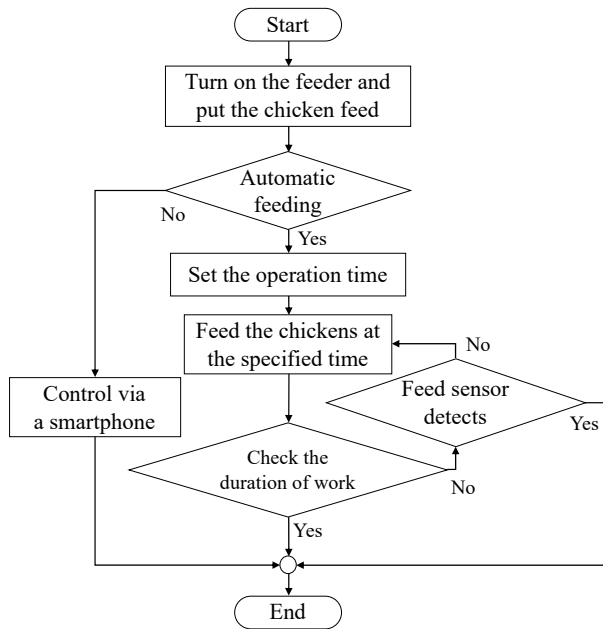 Start
Turn on the feeder and
put the chicken feed
Automatic
feeding
No
Yes
Set the operation time
Feed the chickens at
the specified time
No
Control via
a smartphone
Feed sensor
detects
Yes
Check the
duration of work
No
Yes
End